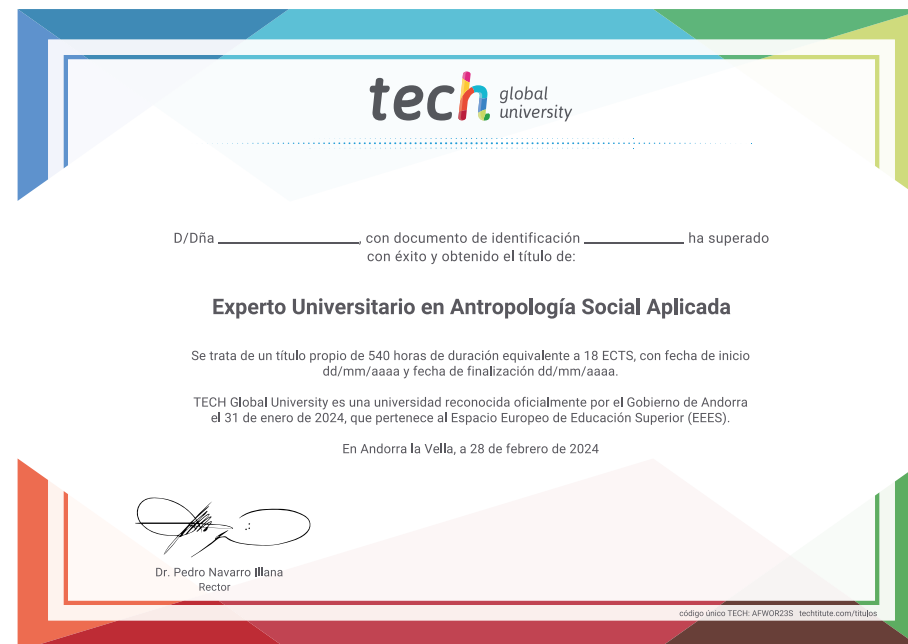 tech global university
D/Dña ____________, con documento de identificación ____________ ha superado
con éxito y obtenido el título de:
Experto Universitario en Antropología Social Aplicada
Se trata de un título propio de 540 horas de duración equivalente a 18 ECTS, con fecha de inicio
dd/mm/aaaa y fecha de finalización dd/mm/aaaa.
TECH Global University es una universidad reconocida oficialmente por el Gobierno de Andorra
el 31 de enero de 2024, que pertenece al Espacio Europeo de Educación Superior (EEES).
En Andorra la Vella, a 28 de febrero de 2024
Dr. Pedro Navarro Illana
Rector
código único TECH: AFWOR23S techtitute.com/titulos